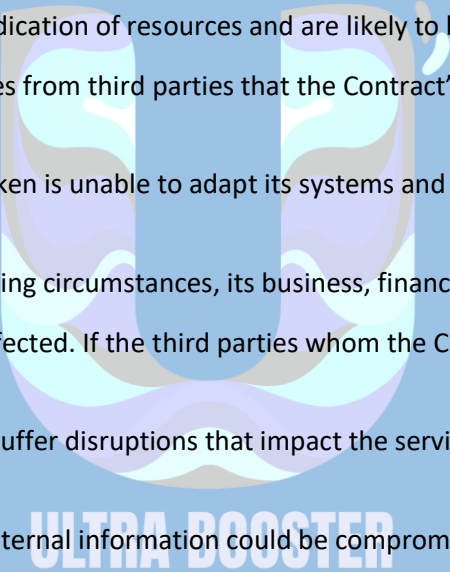 dication of resources and are likely to
es from third parties that the Contract'
ken is unable to adapt its systems and
ing circumstances, its business, financ
fected. If the third parties whom the C
uffer disruptions that impact the servi
ULTRA BOOSTER
ternal information could be comprom